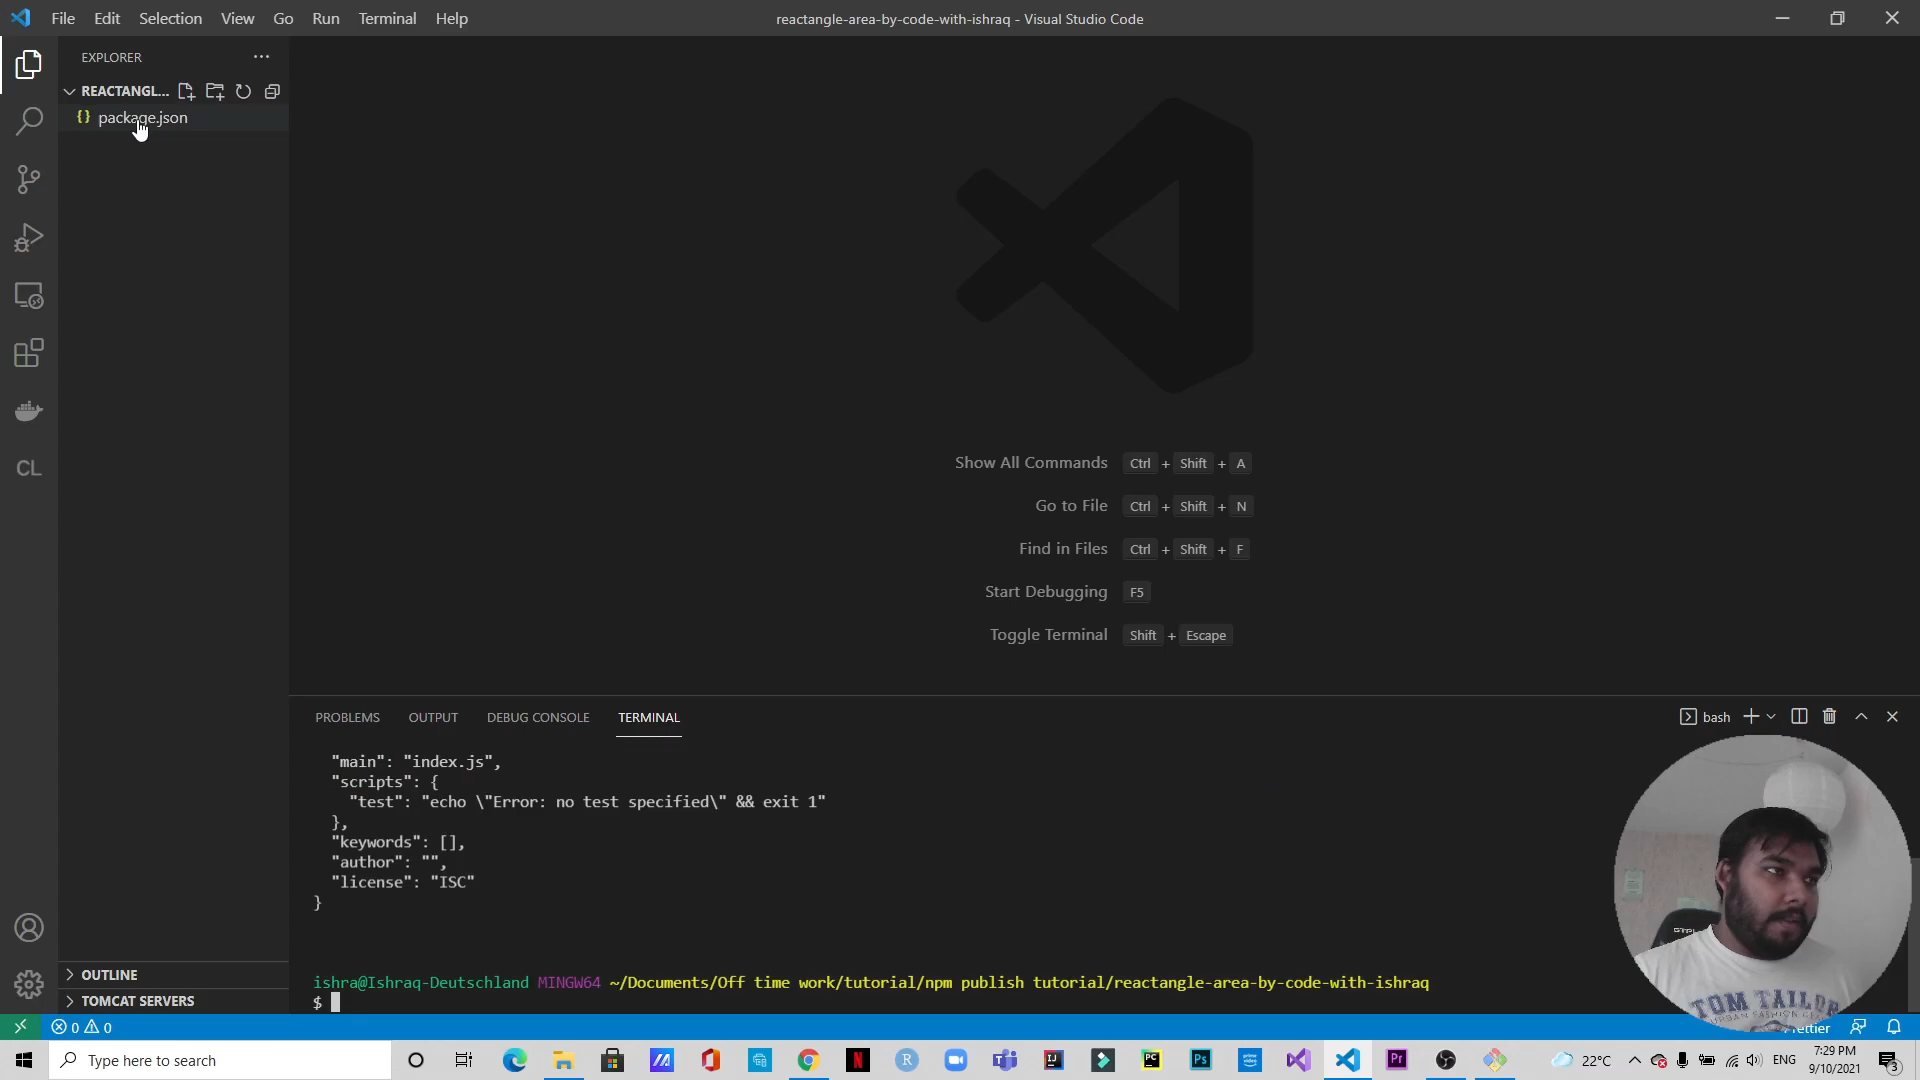 File Edit Selection View Go Run Terminal Help
reactangle-area-by-code-with-ishraq - Visual Studio Code
EXPLORER
REACTANGL...
{} package.json
CL
OUTLINE
TOMCAT SERVERS
Show All Commands Ctrl + Shift + A
Go to File Ctrl + Shift + N
Find in Files Ctrl + Shift + F
Start Debugging F5
Toggle Terminal Shift + Escape
PROBLEMS OUTPUT DEBUG CONSOLE TERMINAL
bash
"main": "index.js",
"scripts": {
"test": "echo \"Error: no test specified\" && exit 1"
},
"keywords": [],
"author": "",
"license": "ISC"
}
ishra@Ishraq-Deutschland MINGW64 ~/Documents/Off time work/tutorial/npm publish tutorial/reactangle-area-by-code-with-ishraq
$
TOM TAILOR
0 0
Type here to search
22°C
ENG
7:29 PM
9/10/2021
3